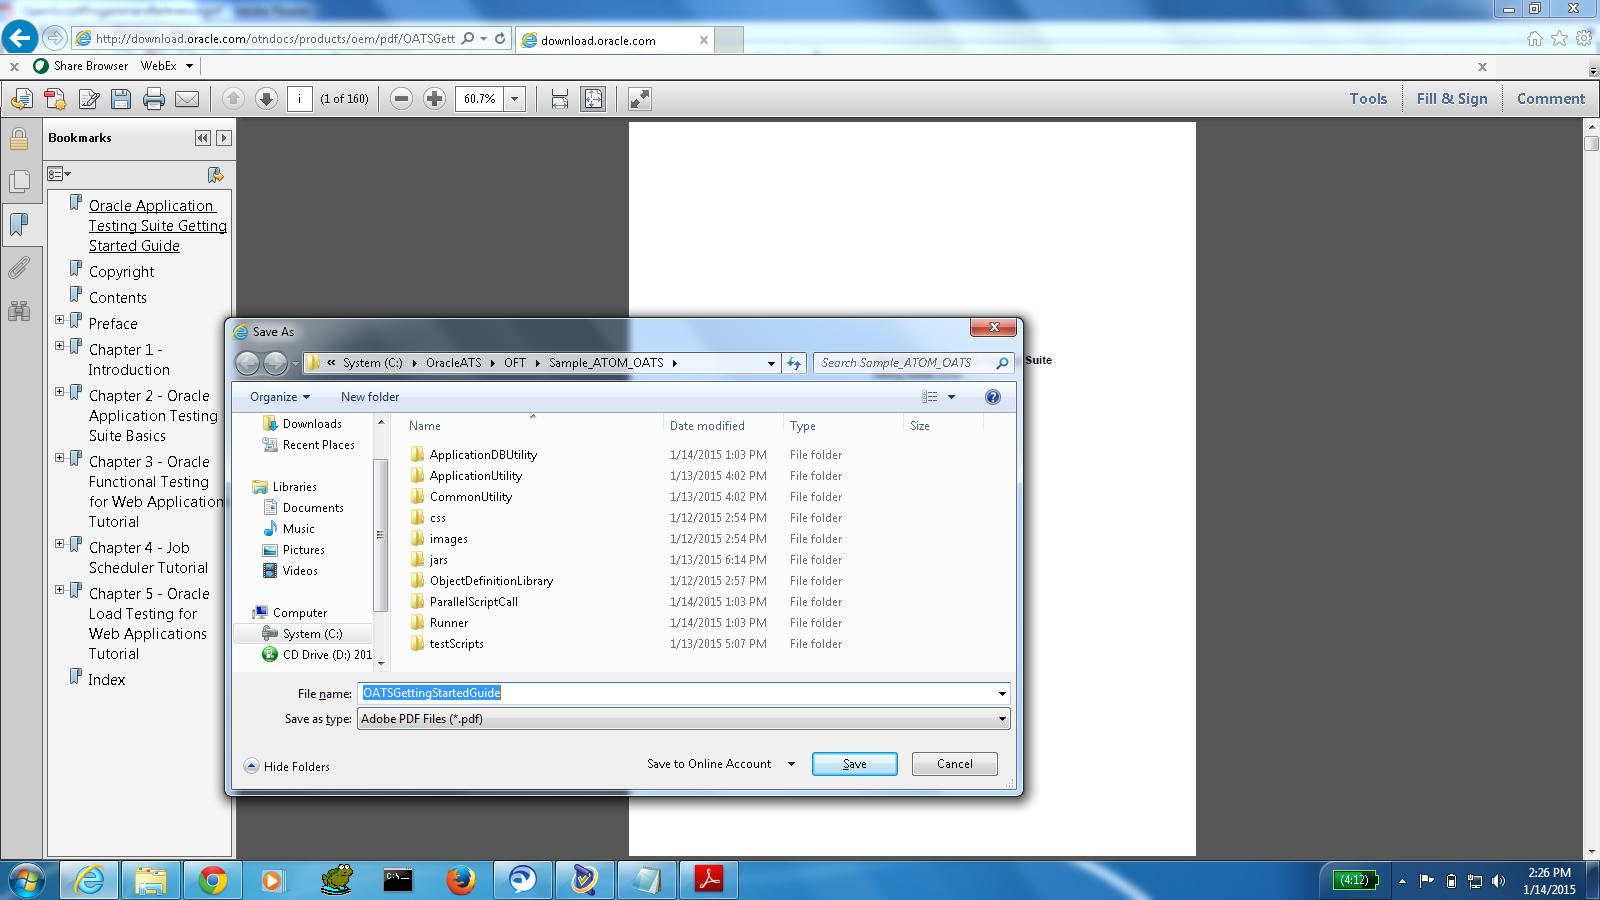 http://download.oracle.com/otndocs/products/oem/pdf/OATSGett
download.oracle.com
x Share Browser WebEx x
i (1 of 160) 60.7% Tools Fill & Sign Comment
Bookmarks
Oracle Application
Testing Suite Getting
Started Guide
Copyright
Contents
Preface
Chapter 1 -
Introduction
Chapter 2 - Oracle
Application Testing
Suite Basics
Chapter 3 - Oracle
Functional Testing
for Web Application
Tutorial
Chapter 4 - Job
Scheduler Tutorial
Chapter 5 - Oracle
Load Testing for
Web Applications
Tutorial
Index
Suite
Save As
« System (C:) OracleATS OFT Sample_ATOM_OATS Search Sample_ATOM_OATS
Organize New folder
Downloads
Recent Places
Libraries
Documents
Music
Pictures
Videos
Computer
System (C:)
CD Drive (D:) 201
Name Date modified Type Size
ApplicationDBUtility 1/14/2015 1:03 PM File folder
ApplicationUtility 1/13/2015 4:02 PM File folder
CommonUtility 1/13/2015 4:02 PM File folder
css 1/12/2015 2:54 PM File folder
images 1/12/2015 2:54 PM File folder
jars 1/13/2015 6:14 PM File folder
ObjectDefinitionLibrary 1/12/2015 2:57 PM File folder
ParallelScriptCall 1/14/2015 1:03 PM File folder
Runner 1/14/2015 1:03 PM File folder
testScripts 1/13/2015 5:07 PM File folder
File name: OATSGettingStartedGuide
Save as type: Adobe PDF Files (*.pdf)
Hide Folders Save to Online Account Save Cancel
C:\
(4:12)
2:26 PM
1/14/2015